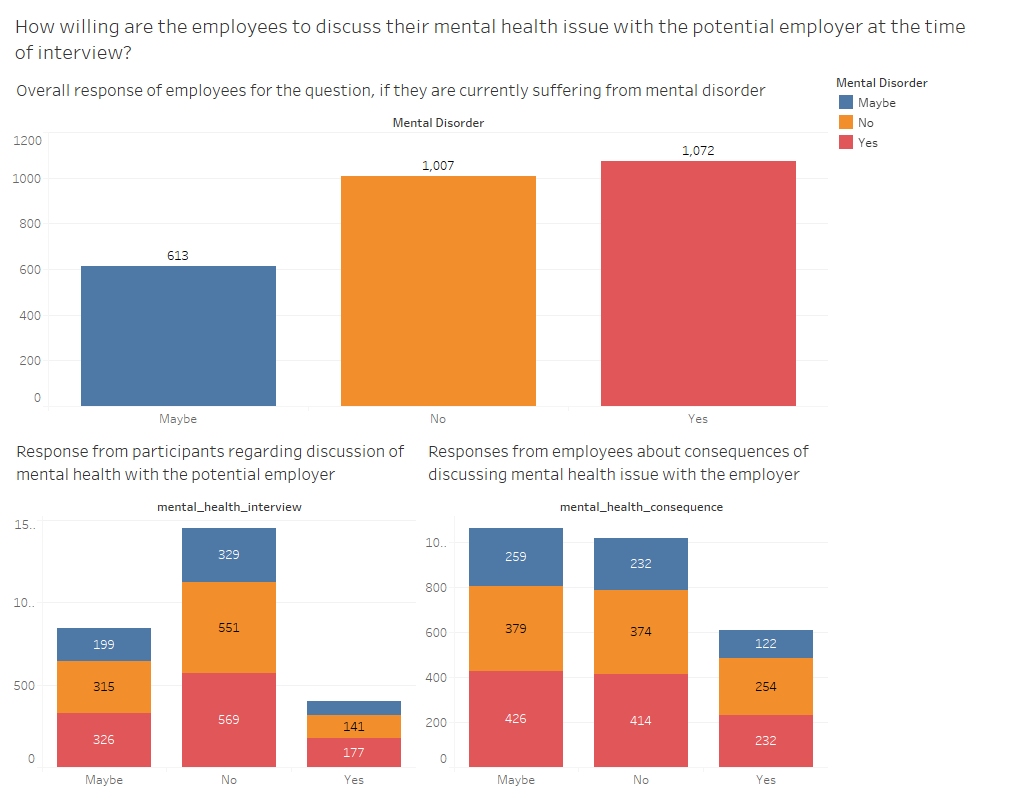 How willing are the employees to discuss their mental health issue with the potential employer at the time
of interview?
Overall response of employees for the question, if they are currently suffering from mental disorder
Mental Disorder
Maybe
No
Yes
Mental Disorder
1200
1000
800
600
400
200
0
613
1,007
1,072
Maybe
No
Yes
Response from participants regarding discussion of
mental health with the potential employer
mental_health_interview
15..
10..
500
0
199
315
326
329
551
569
141
177
Maybe
No
Yes
Responses from employees about consequences of
discussing mental health issue with the employer
mental_health_consequence
10..
800
600
400
200
0
259
379
426
232
374
414
122
254
232
Maybe
No
Yes